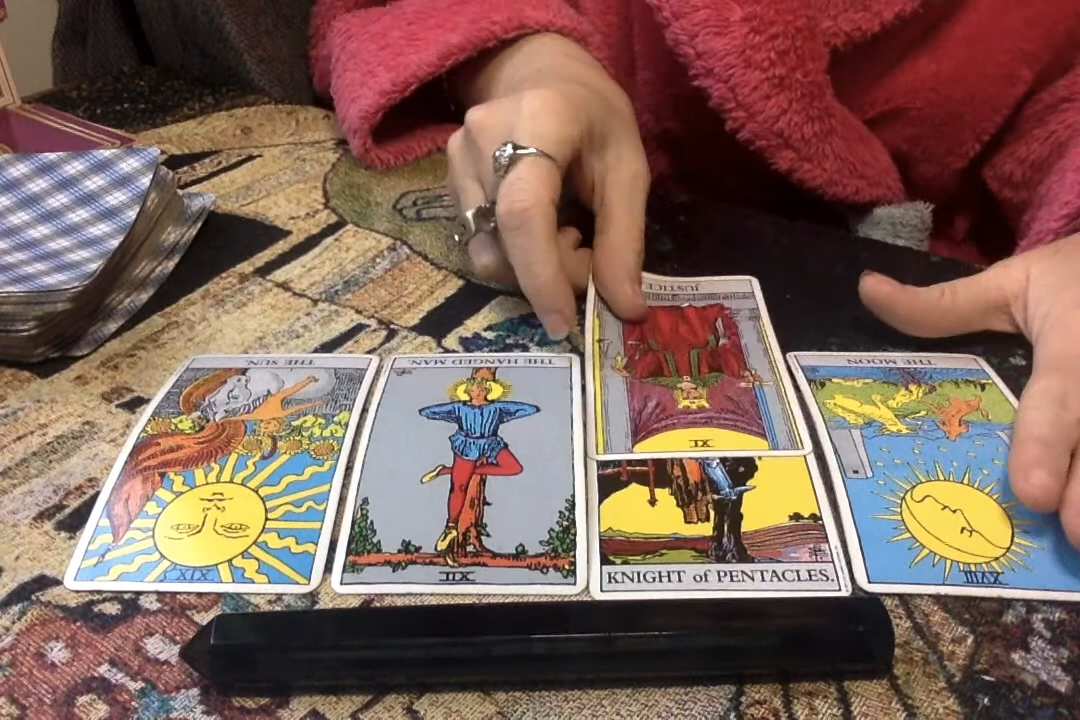 THE SUN.
XIX
THE HANGED MAN.
XII
JUSTICE
XI
KNIGHT of PENTACLES.
THE MOON.
XVIII